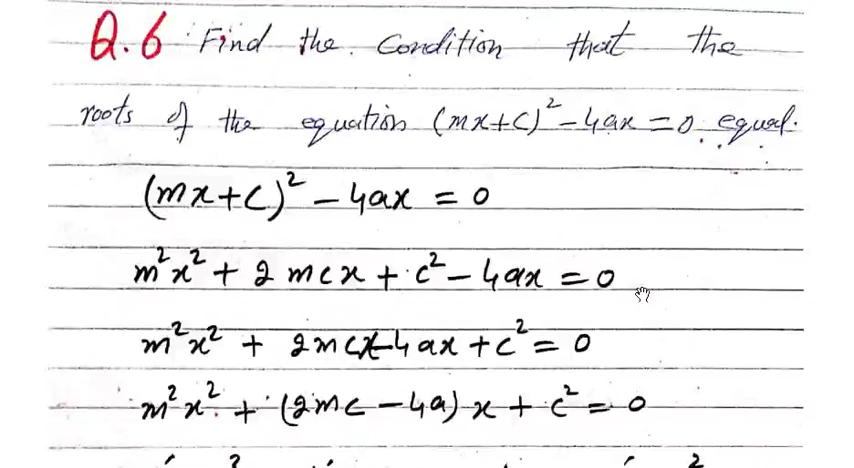 Q.6 Find the Condition that the
roots of the equation (mx+c)² - 4ax = 0 equal.
(mx+c)² - 4ax = 0
m²x² + 2mcx + c² - 4ax = 0
m²x² + 2mcx - 4ax + c² = 0
m²x² + (2mc - 4a)x + c² = 0